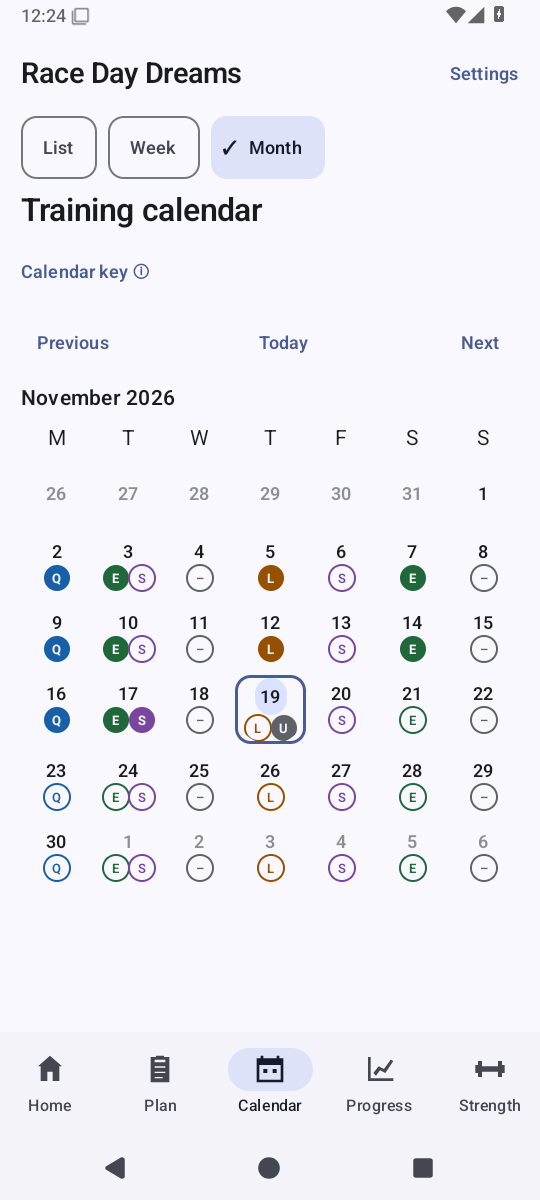 12:24
Race Day Dreams Settings
List Week ✓ Month
Training calendar
Calendar key ⓘ
Previous Today Next
November 2026
M T W T F S S
26 27 28 29 30 31 1
2 3 4 5 6 7 8
Q E S – L S E –
9 10 11 12 13 14 15
Q E S – L S E –
16 17 18 19 20 21 22
Q E S – L U S E –
23 24 25 26 27 28 29
Q E S – L S E –
30 1 2 3 4 5 6
Q E S – L S E –
Home Plan Calendar Progress Strength